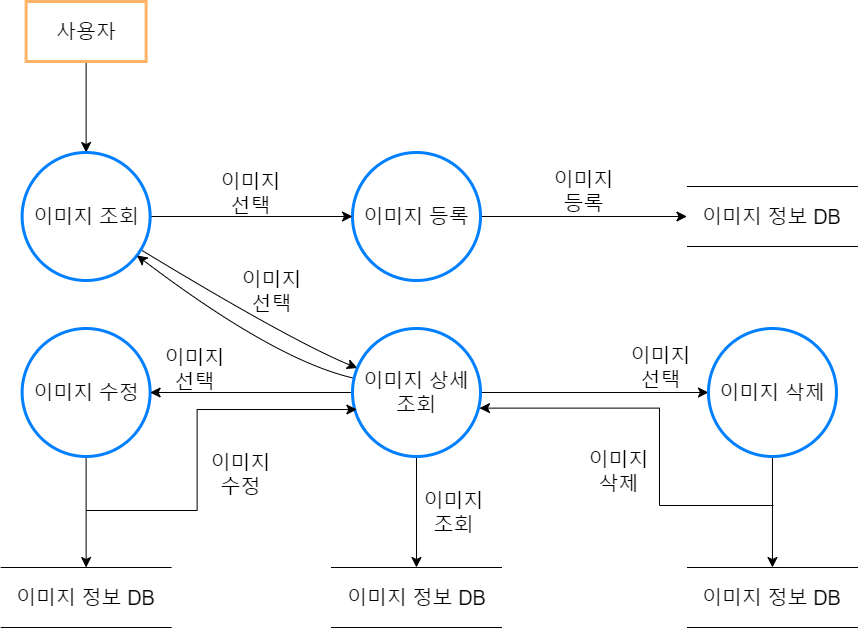 사용자
이미지
선택
이미지 조회
이미지 등록
이미지
등록
이미지 정보 DB
이미지
선택
이미지 수정
이미지
선택
이미지 상세
조회
이미지
선택
이미지 삭제
이미지
수정
이미지
조회
이미지
삭제
이미지 정보 DB
이미지 정보 DB
이미지 정보 DB